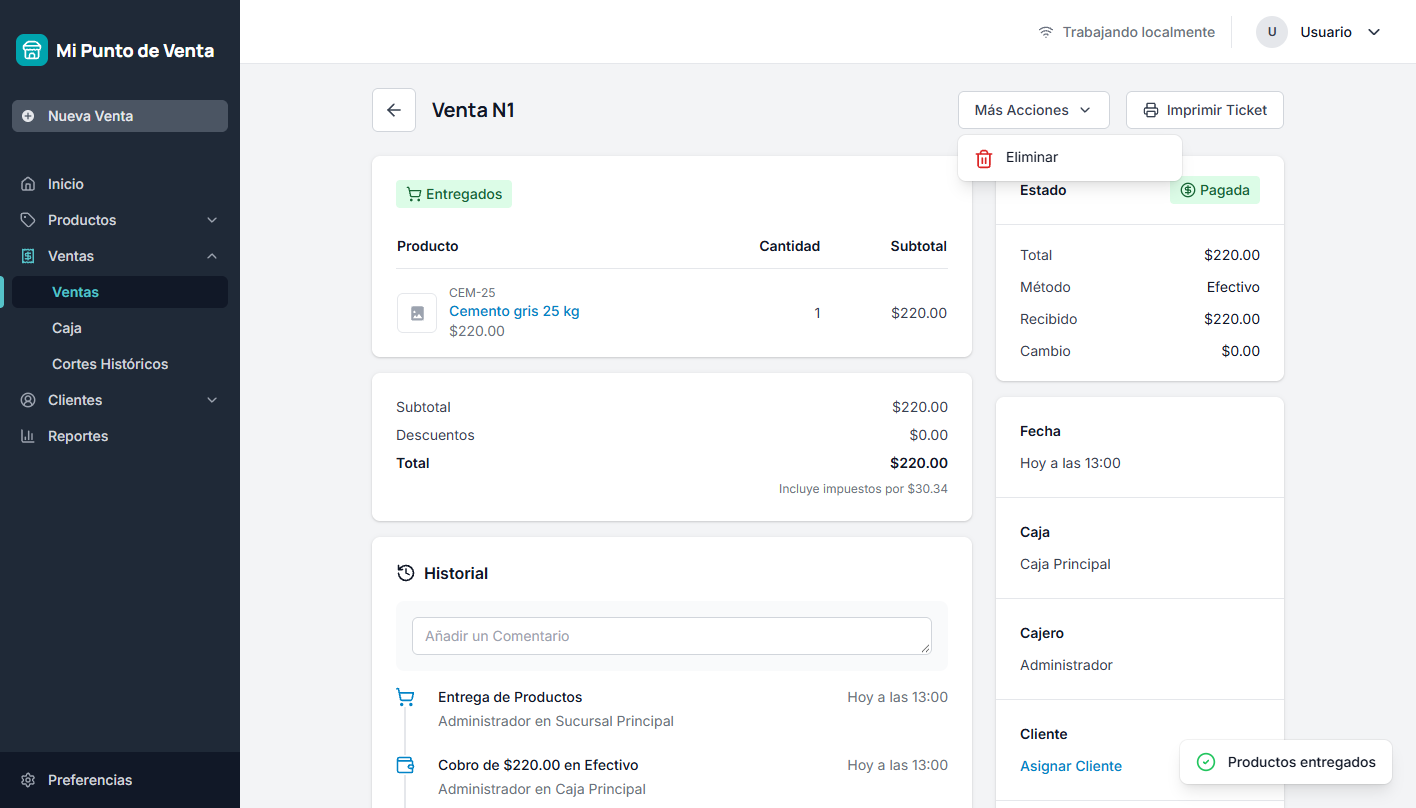 Mi Punto de Venta
Nueva Venta
Inicio
Productos
Ventas
Ventas
Caja
Cortes Históricos
Clientes
Reportes
Preferencias
Trabajando localmente
U
Usuario
Venta N1
Más Acciones
Imprimir Ticket
Eliminar
Entregados
Producto Cantidad Subtotal
CEM-25
Cemento gris 25 kg
$220.00
1
$220.00
Subtotal $220.00
Descuentos $0.00
Total $220.00
Incluye impuestos por $30.34
Historial
Añadir un Comentario
Entrega de Productos Hoy a las 13:00
Administrador en Sucursal Principal
Cobro de $220.00 en Efectivo Hoy a las 13:00
Administrador en Caja Principal
Estado Pagada
Total $220.00
Método Efectivo
Recibido $220.00
Cambio $0.00
Fecha
Hoy a las 13:00
Caja
Caja Principal
Cajero
Administrador
Cliente
Asignar Cliente
Productos entregados